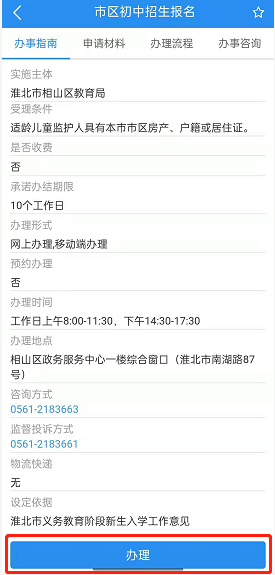 市区初中招生报名
办事指南 申请材料 办理流程 办事咨询
实施主体
淮北市相山区教育局
受理条件
适龄儿童监护人具有本市市区房产、户籍或居住证。
是否收费
否
承诺办结期限
10个工作日
办理形式
网上办理,移动端办理
预约办理
否
办理时间
工作日上午8:00-11:30，下午14:30-17:30
办理地点
相山区政务服务中心一楼综合窗口（淮北市南湖路87
号）
咨询方式
0561-2183663
监督投诉方式
0561-2183661
物流快递
无
设定依据
淮北市义务教育阶段新生入学工作意见
办理